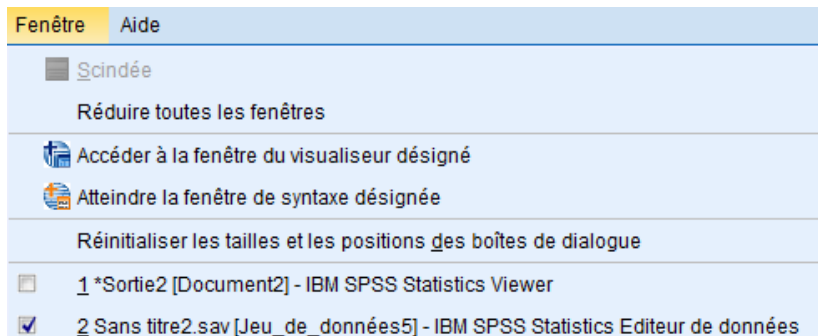 Fenêtre Aide
Scindée
Réduire toutes les fenêtres
Accéder à la fenêtre du visualiseur désigné
Atteindre la fenêtre de syntaxe désignée
Réinitialiser les tailles et les positions des boîtes de dialogue
1 *Sortie2 [Document2] - IBM SPSS Statistics Viewer
2 Sans titre2.sav [Jeu_de_données5] - IBM SPSS Statistics Editeur de données